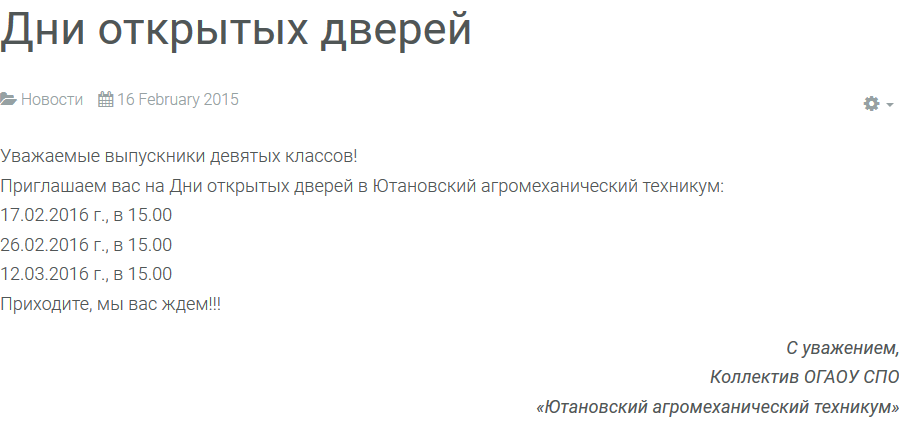 Дни открытых дверей
Новости 16 February 2015
Уважаемые выпускники девятых классов!
Приглашаем вас на Дни открытых дверей в Ютановский агромеханический техникум:
17.02.2016 г., в 15.00
26.02.2016 г., в 15.00
12.03.2016 г., в 15.00
Приходите, мы вас ждем!!!
С уважением,
Коллектив ОГАОУ СПО
«Ютановский агромеханический техникум»